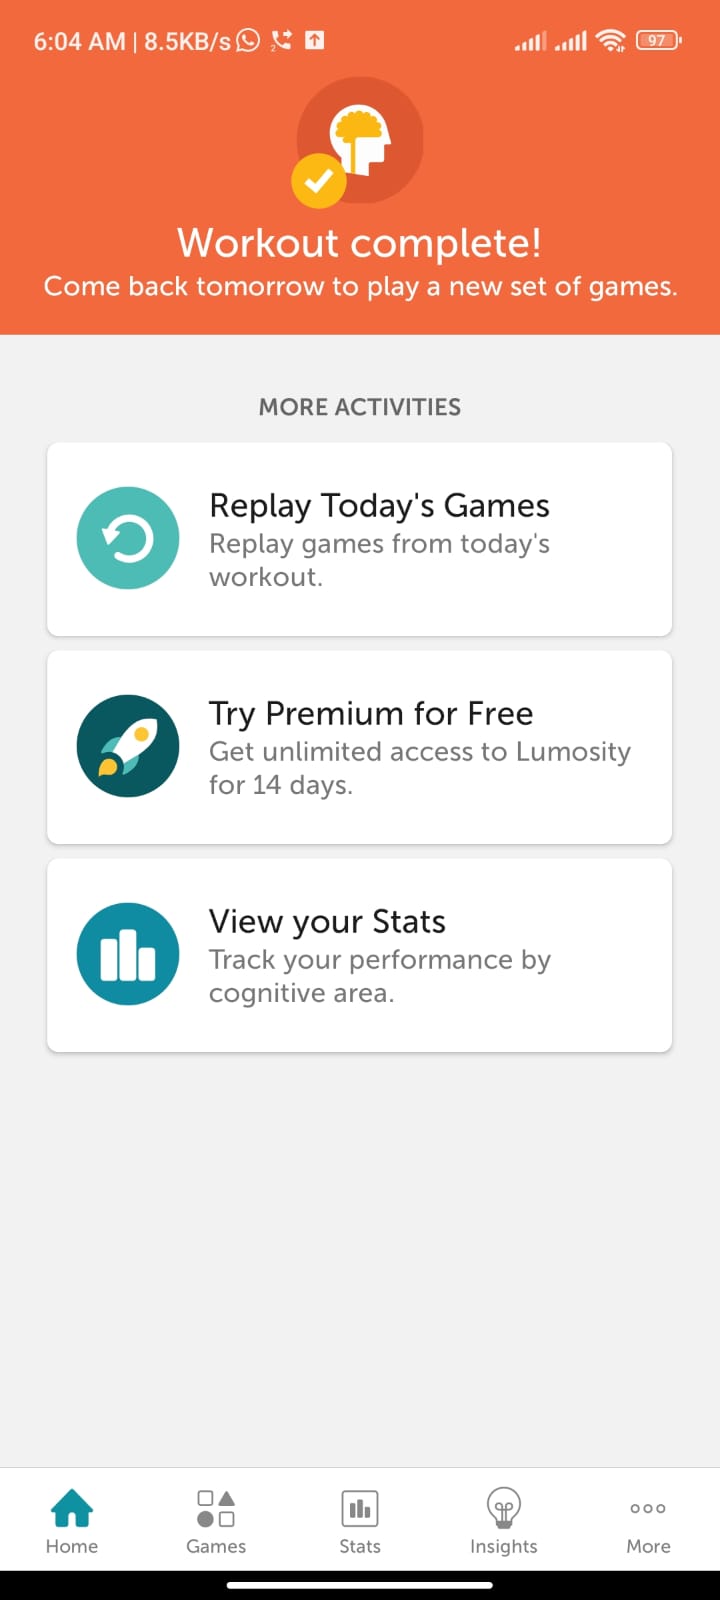 6:04 AM | 8.5KB/s 2 97
Workout complete!
Come back tomorrow to play a new set of games.
MORE ACTIVITIES
Replay Today's Games
Replay games from today's
workout.
Try Premium for Free
Get unlimited access to Lumosity
for 14 days.
View your Stats
Track your performance by
cognitive area.
Home Games Stats Insights More